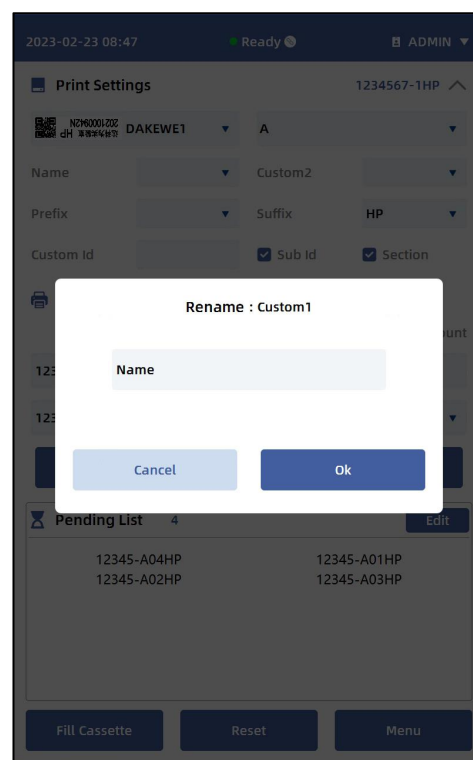 2023-02-23 08:47 Ready ADMIN
Print Settings 1234567-1HP
DAKEWE1 A
Name Custom2
Prefix Suffix HP
Custom Id Sub Id Section
Rename : Custom1
Name
Cancel Ok
Pending List 4 Edit
12345-A04HP 12345-A01HP
12345-A02HP 12345-A03HP
Fill Cassette Reset Menu